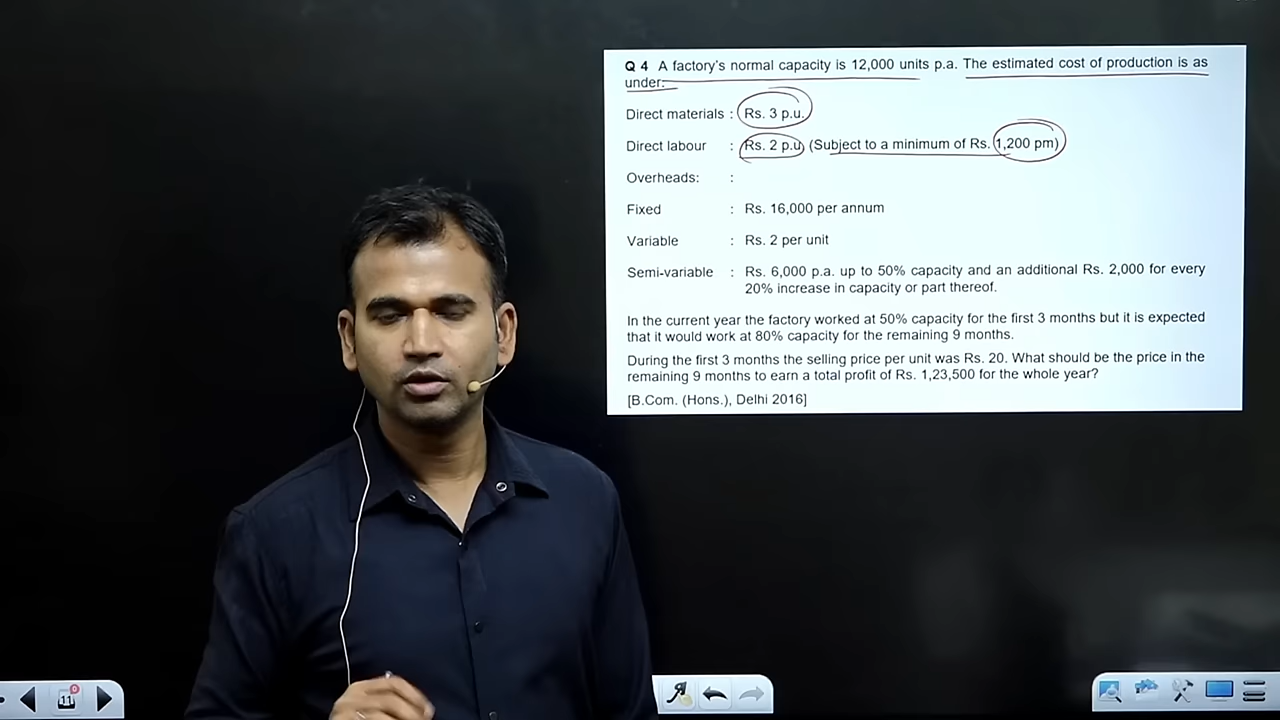 Q 4 A factory's normal capacity is 12,000 units p.a. The estimated cost of production is as
under:
Direct materials : Rs. 3 p.u.
Direct labour : Rs. 2 p.u (Subject to a minimum of Rs. 1,200 pm)
Overheads: :
Fixed : Rs. 16,000 per annum
Variable : Rs. 2 per unit
Semi-variable : Rs. 6,000 p.a. up to 50% capacity and an additional Rs. 2,000 for every
20% increase in capacity or part thereof.
In the current year the factory worked at 50% capacity for the first 3 months but it is expected
that it would work at 80% capacity for the remaining 9 months.
During the first 3 months the selling price per unit was Rs. 20. What should be the price in the
remaining 9 months to earn a total profit of Rs. 1,23,500 for the whole year?
[B.Com. (Hons.), Delhi 2016]
11
0